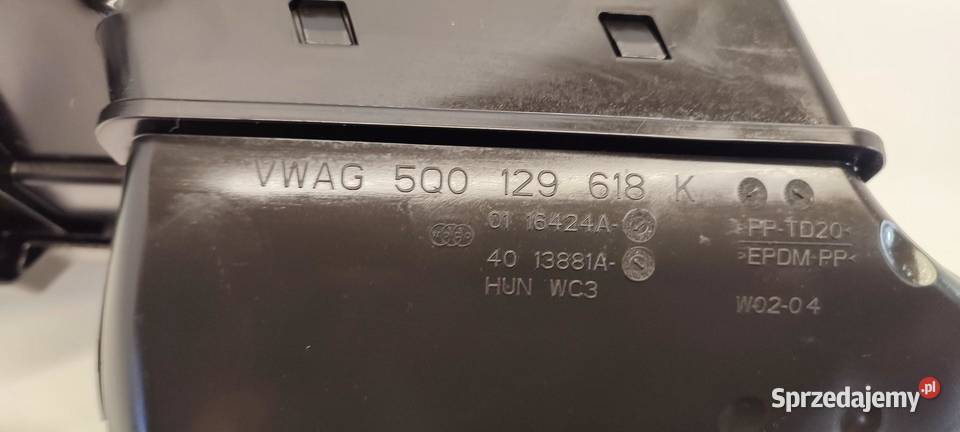 VWAG 5Q0 129 618 K
01 16424A-
40 13881A-
HUN WC3
>PP-TD20<
>EPDM-PP<
W02-04
Sprzedajemy.pl